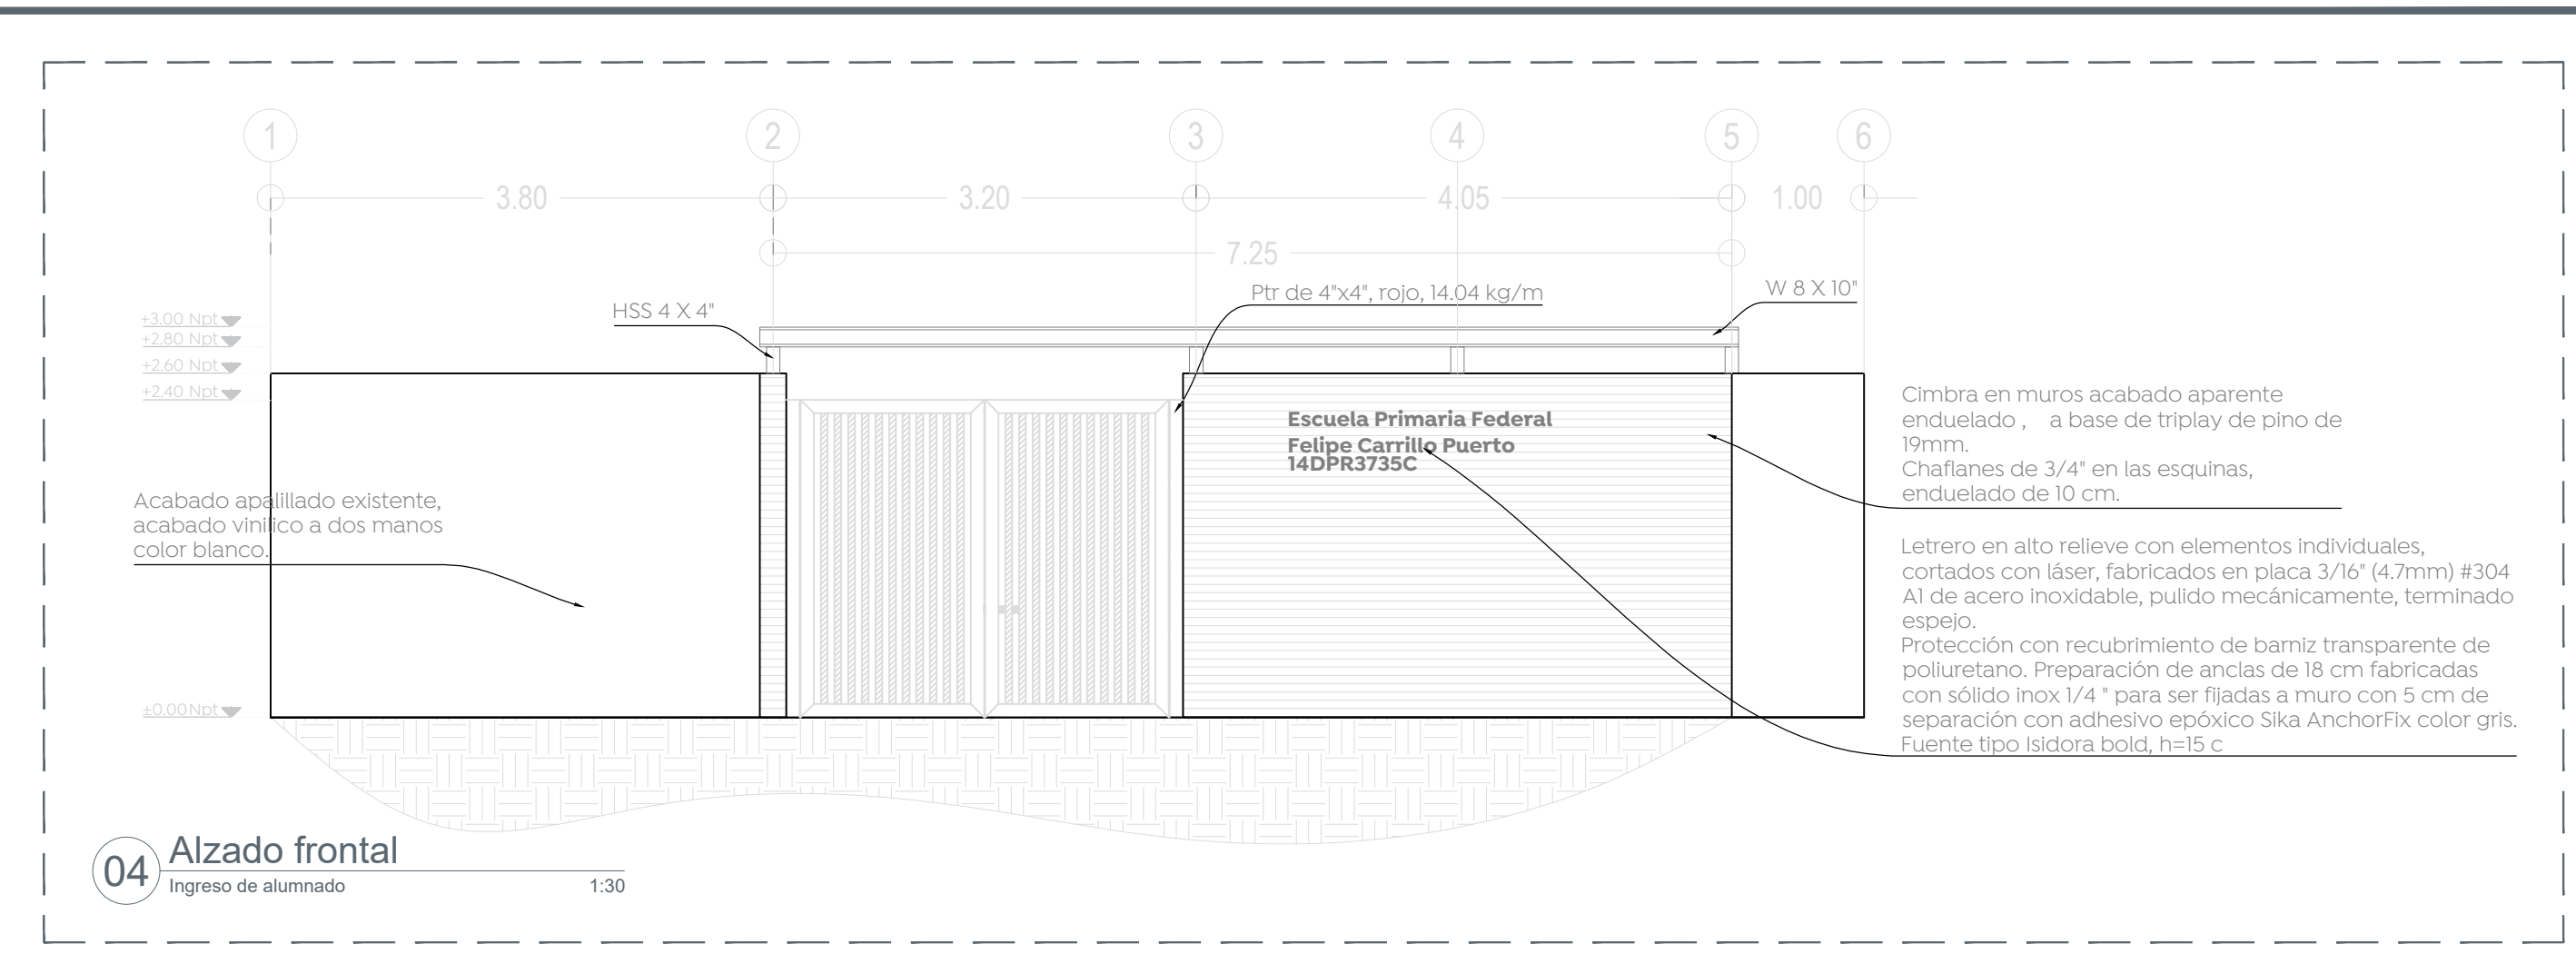 1 2 3 4 5 6
3.80 3.20 4.05 1.00
7.25
W 8 X 10"
Ptr de 4"x4", rojo, 14.04 kg/m
HSS 4 X 4"
+3.00 Npt
+2.80 Npt
+2.60 Npt
+2.40 Npt
±0.00Npt
Escuela Primaria Federal
Felipe Carrillo Puerto
14DPR3735C
Acabado apalillado existente,
acabado vinilico a dos manos
color blanco.
Cimbra en muros acabado aparente
enduelado , a base de triplay de pino de
19mm.
Chaflanes de 3/4" en las esquinas,
enduelado de 10 cm.
Letrero en alto relieve con elementos individuales,
cortados con láser, fabricados en placa 3/16" (4.7mm) #304
A1 de acero inoxidable, pulido mecánicamente, terminado
espejo.
Protección con recubrimiento de barniz transparente de
poliuretano. Preparación de anclas de 18 cm fabricadas
con sólido inox 1/4 " para ser fijadas a muro con 5 cm de
separación con adhesivo epóxico Sika AnchorFix color gris.
Fuente tipo Isidora bold, h=15 c
04 Alzado frontal
Ingreso de alumnado 1:30